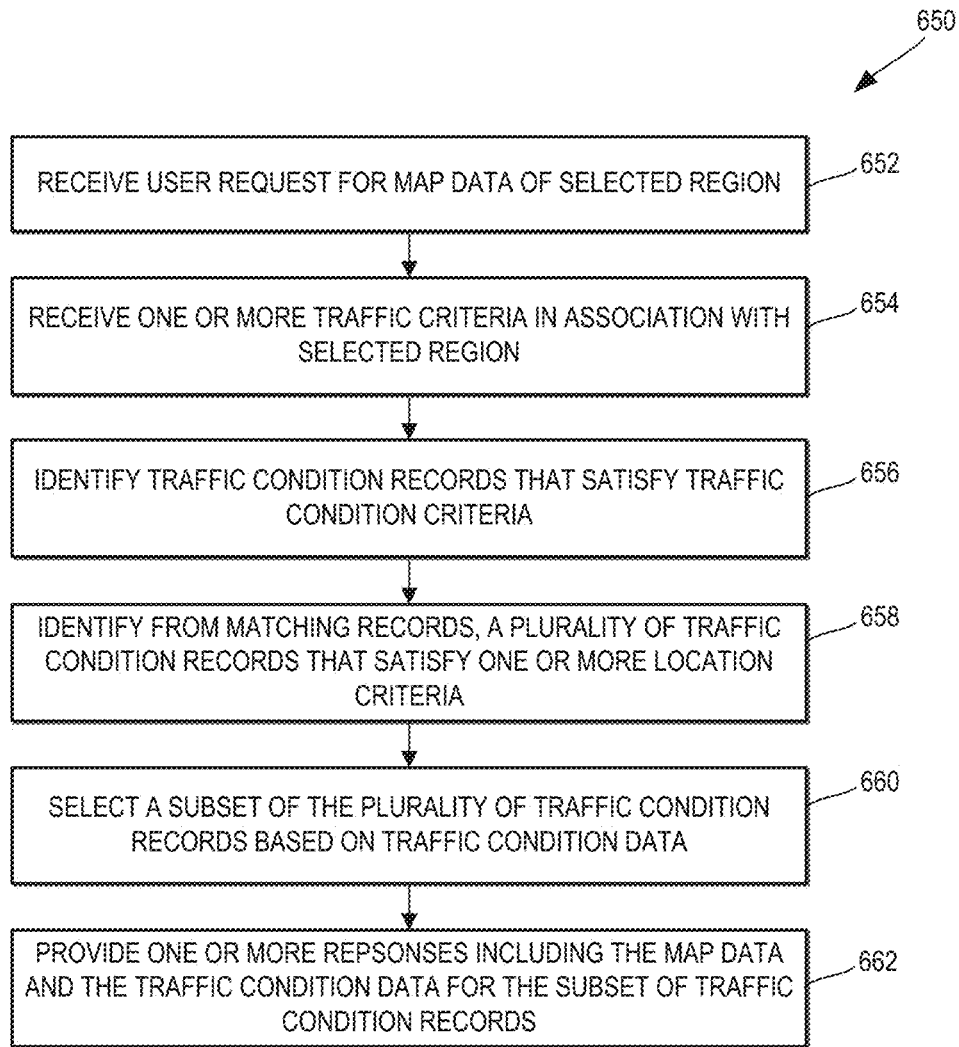 650
RECEIVE USER REQUEST FOR MAP DATA OF SELECTED REGION
652
RECEIVE ONE OR MORE TRAFFIC CRITERIA IN ASSOCIATION WITH
SELECTED REGION
654
IDENTIFY TRAFFIC CONDITION RECORDS THAT SATISFY TRAFFIC
CONDITION CRITERIA
656
IDENTIFY FROM MATCHING RECORDS, A PLURALITY OF TRAFFIC
CONDITION RECORDS THAT SATISFY ONE OR MORE LOCATION
CRITERIA
658
SELECT A SUBSET OF THE PLURALITY OF TRAFFIC CONDITION
RECORDS BASED ON TRAFFIC CONDITION DATA
660
PROVIDE ONE OR MORE REPSONSES INCLUDING THE MAP DATA
AND THE TRAFFIC CONDITION DATA FOR THE SUBSET OF TRAFFIC
CONDITION RECORDS
662